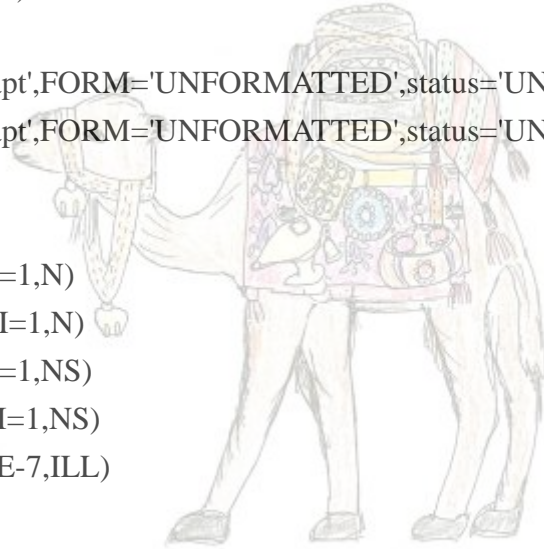 pt',FORM='UNFORMATTED',status='UN
pt',FORM='UNFORMATTED',status='UN
=1,N)
I=1,N)
=1,NS)
I=1,NS)
E-7,ILL)